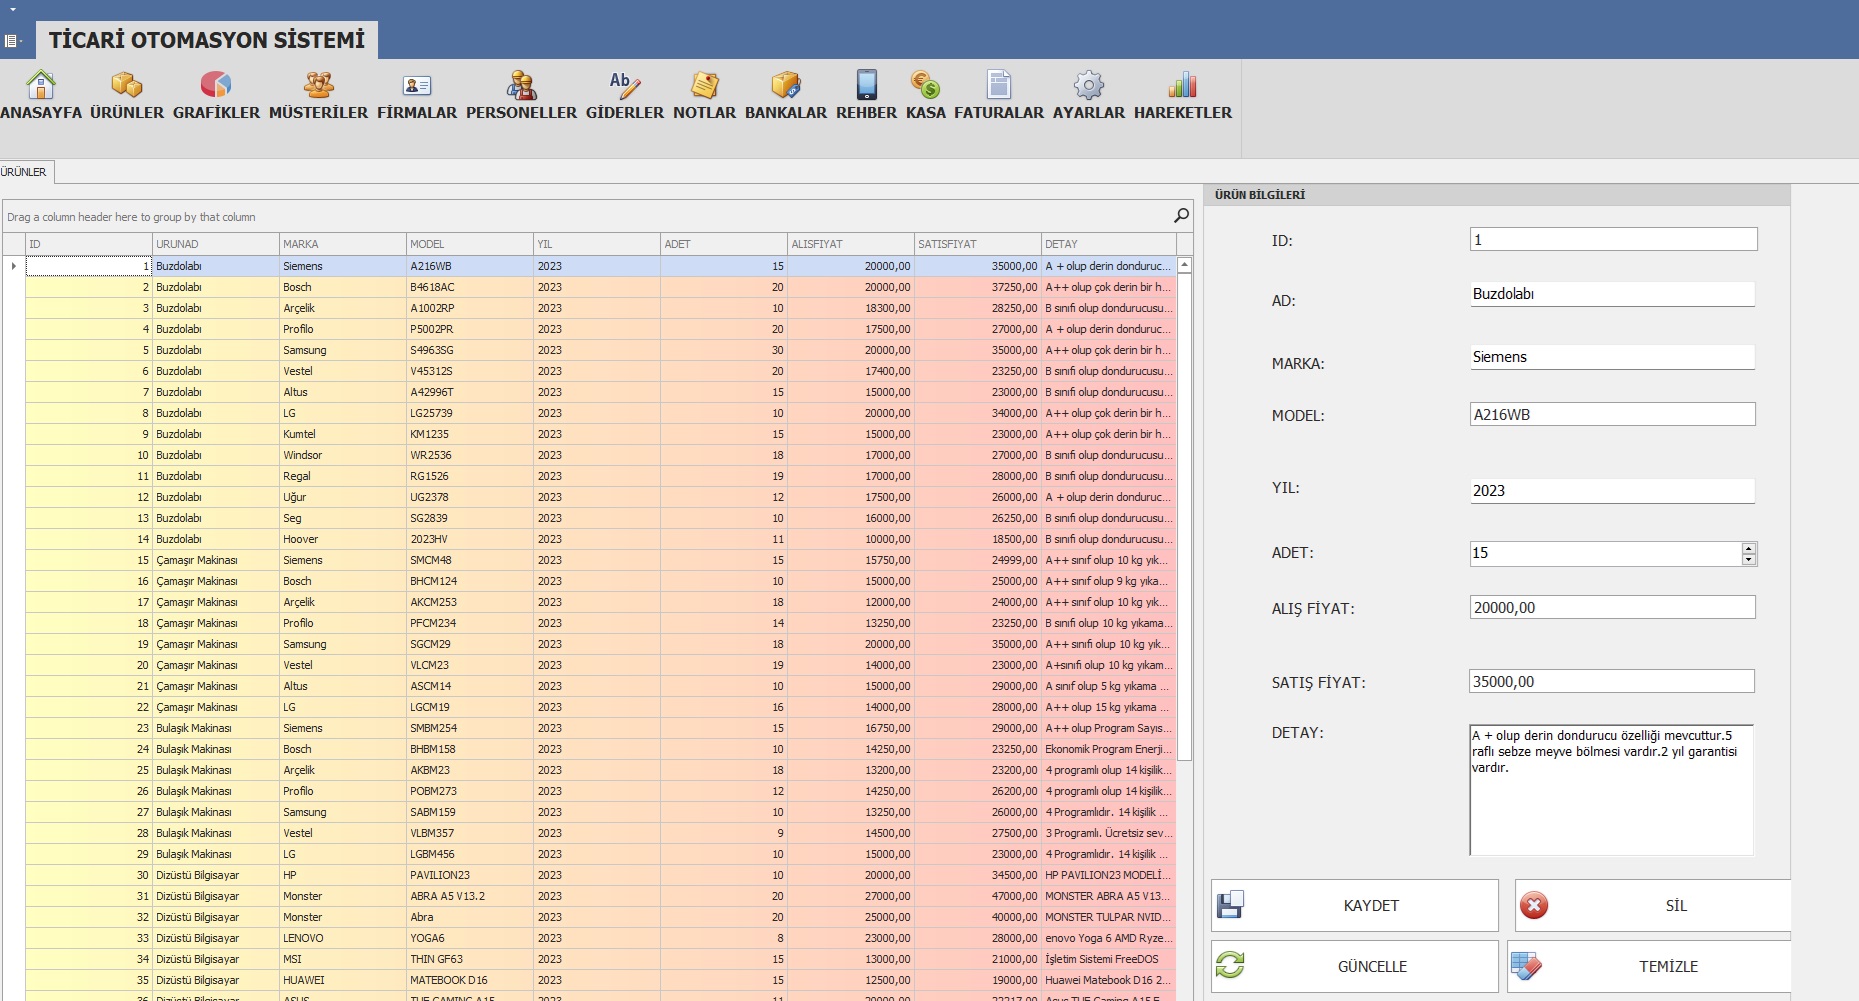 TİCARİ OTOMASYON SİSTEMİ
ANASAYFA ÜRÜNLER GRAFİKLER MÜSTERİLER FİRMALAR PERSONELLER GİDERLER NOTLAR BANKALAR REHBER KASA FATURALAR AYARLAR HAREKETLER
ÜRÜNLER
Drag a column header here to group by that column
ID URUNAD MARKA MODEL YIL ADET ALISFIYAT SATISFIYAT DETAY
1 Buzdolabı Siemens A216WB 2023 15 20000,00 35000,00 A + olup derin donduruc...
2 Buzdolabı Bosch B4618AC 2023 20 20000,00 37250,00 A++ olup çok derin bir h...
3 Buzdolabı Arçelik A1002RP 2023 10 18300,00 28250,00 B sınıfı olup dondurucusu...
4 Buzdolabı Profilo P5002PR 2023 20 17500,00 27000,00 A + olup derin donduruc...
5 Buzdolabı Samsung S4963SG 2023 30 20000,00 35000,00 A++ olup çok derin bir h...
6 Buzdolabı Vestel V45312S 2023 20 17400,00 23250,00 B sınıfı olup dondurucusu...
7 Buzdolabı Altus A42996T 2023 15 15000,00 23000,00 B sınıfı olup dondurucusu...
8 Buzdolabı LG LG25739 2023 10 20000,00 34000,00 A++ olup çok derin bir h...
9 Buzdolabı Kumtel KM1235 2023 15 15000,00 23000,00 A++ olup çok derin bir h...
10 Buzdolabı Windsor WR2536 2023 18 17000,00 27000,00 B sınıfı olup dondurucusu...
11 Buzdolabı Regal RG1526 2023 19 17000,00 28000,00 B sınıfı olup dondurucusu...
12 Buzdolabı Uğur UG2378 2023 12 17500,00 26000,00 A + olup derin donduruc...
13 Buzdolabı Seg SG2839 2023 10 16000,00 26250,00 B sınıfı olup dondurucusu...
14 Buzdolabı Hoover 2023HV 2023 11 10000,00 18500,00 B sınıfı olup dondurucusu...
15 Çamaşır Makinası Siemens SMCM48 2023 15 15750,00 24999,00 A++ sınıf olup 10 kg yık...
16 Çamaşır Makinası Bosch BHCM124 2023 10 15000,00 25000,00 A++ sınıf olup 9 kg yıka...
17 Çamaşır Makinası Arçelik AKCM253 2023 18 12000,00 24000,00 A++ sınıf olup 10 kg yık...
18 Çamaşır Makinası Profilo PFCM234 2023 14 13250,00 23250,00 B sınıfı olup 10 kg yıkama...
19 Çamaşır Makinası Samsung SGCM29 2023 18 20000,00 35000,00 A++ sınıfı olup 10 kg yık...
20 Çamaşır Makinası Vestel VLCM23 2023 19 14000,00 23000,00 A+sınıfı olup 10 kg yıkam...
21 Çamaşır Makinası Altus ASCM14 2023 10 15000,00 29000,00 A sınıf olup 5 kg yıkama ...
22 Çamaşır Makinası LG LGCM19 2023 16 14000,00 28000,00 A++ olup 15 kg yıkama ...
23 Bulaşık Makinası Siemens SMBM254 2023 15 16750,00 29000,00 A++ olup Program Sayıs...
24 Bulaşık Makinası Bosch BHBM158 2023 10 14250,00 23250,00 Ekonomik Program Enerji...
25 Bulaşık Makinası Arçelik AKBM23 2023 18 13200,00 23200,00 4 programlı olup 14 kişilik...
26 Bulaşık Makinası Profilo POBM273 2023 12 14250,00 26200,00 4 programlı olup 14 kişilik...
27 Bulaşık Makinası Samsung SABM159 2023 10 13250,00 26000,00 4 Programlıdır. 14 kişilik...
28 Bulaşık Makinası Vestel VLBM357 2023 9 14500,00 27500,00 3 Programlı. Ücretsiz sev...
29 Bulaşık Makinası LG LGBM456 2023 10 15000,00 23000,00 4 Programlıdır. 14 kişilik ...
30 Dizüstü Bilgisayar HP PAVILION23 2023 10 20000,00 34500,00 HP PAVILION23 MODELİ...
31 Dizüstü Bilgisayar Monster ABRA A5 V13.2 2023 20 27000,00 47000,00 MONSTER ABRA A5 V13...
32 Dizüstü Bilgisayar Monster Abra 2023 20 25000,00 40000,00 MONSTER TULPAR NVID...
33 Dizüstü Bilgisayar LENOVO YOGA6 2023 8 23000,00 28000,00 enovo Yoga 6 AMD Ryze...
34 Dizüstü Bilgisayar MSI THIN GF63 2023 15 13000,00 21000,00 İşletim Sistemi FreeDOS
35 Dizüstü Bilgisayar HUAWEI MATEBOOK D16 2023 15 12500,00 19000,00 Huawei Matebook D16 2...
36 Dizüstü Bilgisayar ASUS TUF GAMING A15 2023 11 20000,00
ÜRÜN BİLGİLERİ
ID: 1
AD: Buzdolabı
MARKA: Siemens
MODEL: A216WB
YIL: 2023
ADET: 15
ALIŞ FİYAT: 20000,00
SATIŞ FİYAT: 35000,00
DETAY: A + olup derin dondurucu özelliği mevcuttur.5
raflı sebze meyve bölmesi vardır.2 yıl garantisi
vardır.
KAYDET SİL
GÜNCELLE TEMİZLE